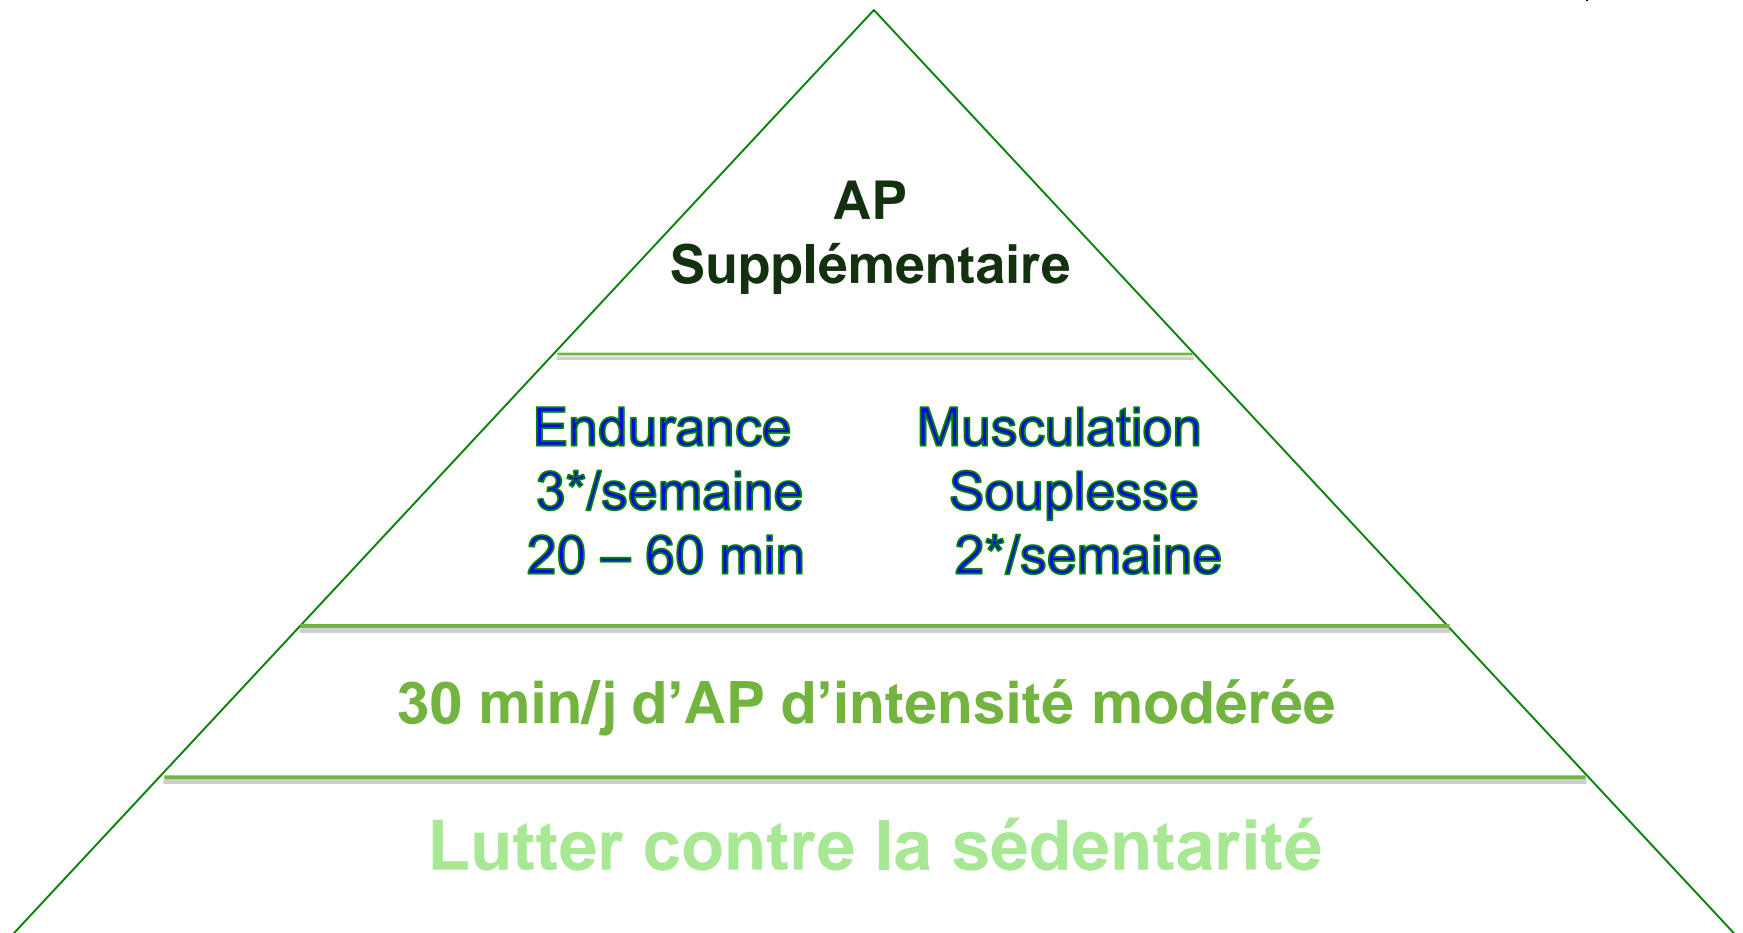 AP
Supplémentaire
Endurance Musculation
3*/semaine Souplesse
20 – 60 min 2*/semaine
30 min/j d’AP d’intensité modérée
Lutter contre la sédentarité